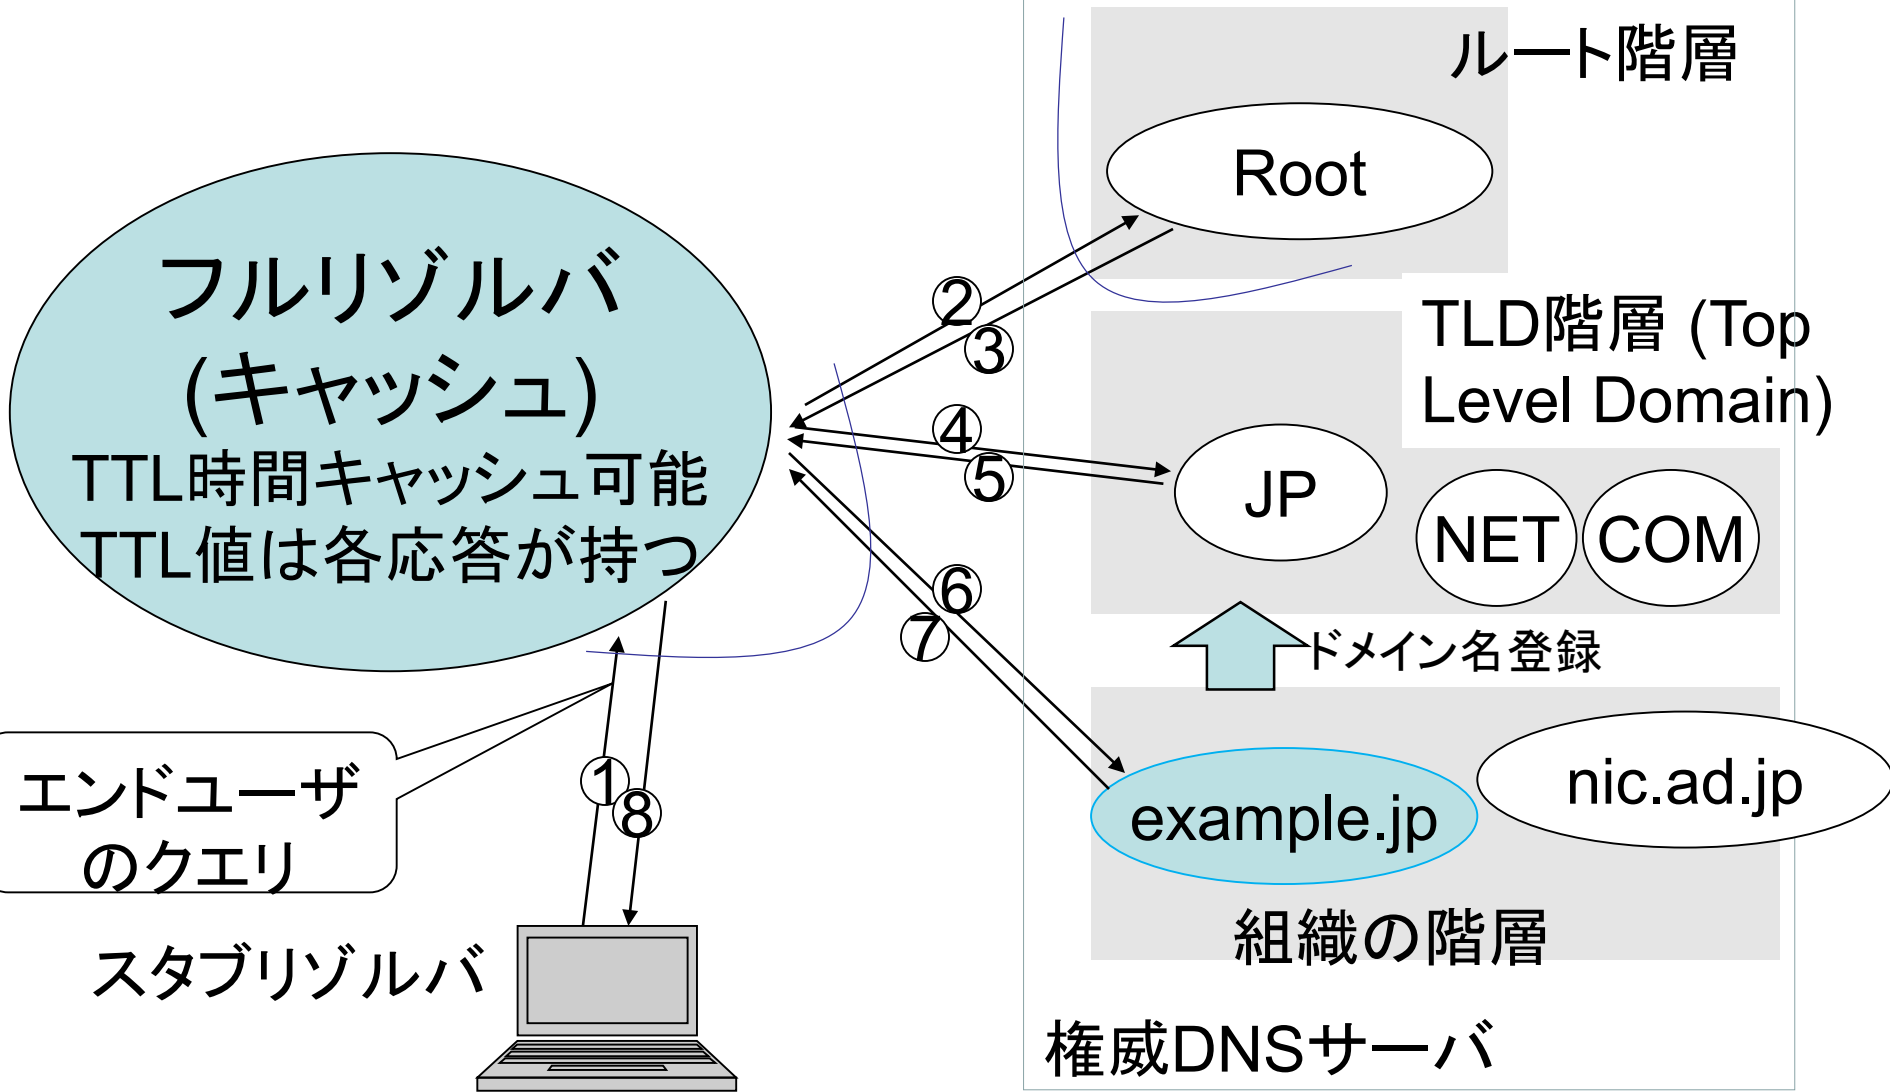 ルート階層
Root
フルリゾルバ
(キャッシュ)
TTL時間キャッシュ可能
TTL値は各応答が持つ
②
③
④
⑤
⑥
⑦
TLD階層 (Top
Level Domain)
JP
NET
COM
ドメイン名登録
エンドユーザ
のクエリ
①
⑧
example.jp
nic.ad.jp
組織の階層
スタブリゾルバ
権威DNSサーバ